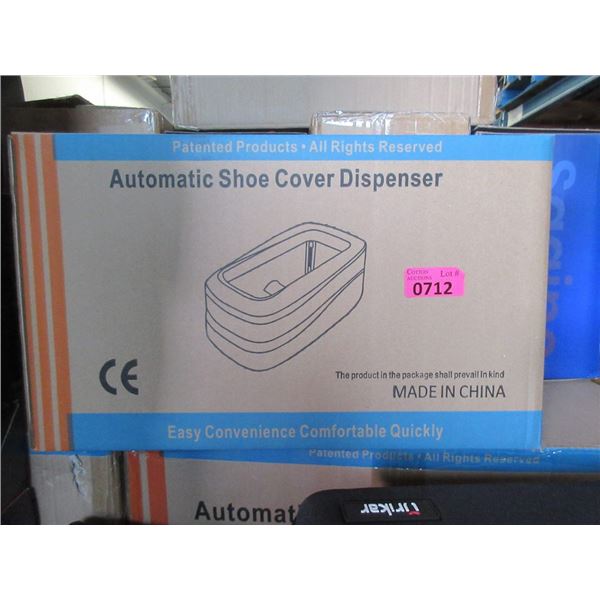 Patented Products • All Rights Reserved
Automatic Shoe Cover Dispenser
COTTON AUCTIONS Lot #
0712
CE
The product in the package shall prevail In kind
MADE IN CHINA
Easy Convenience Comfortable Quickly
Patented Products • All Rights Reserved
Automati